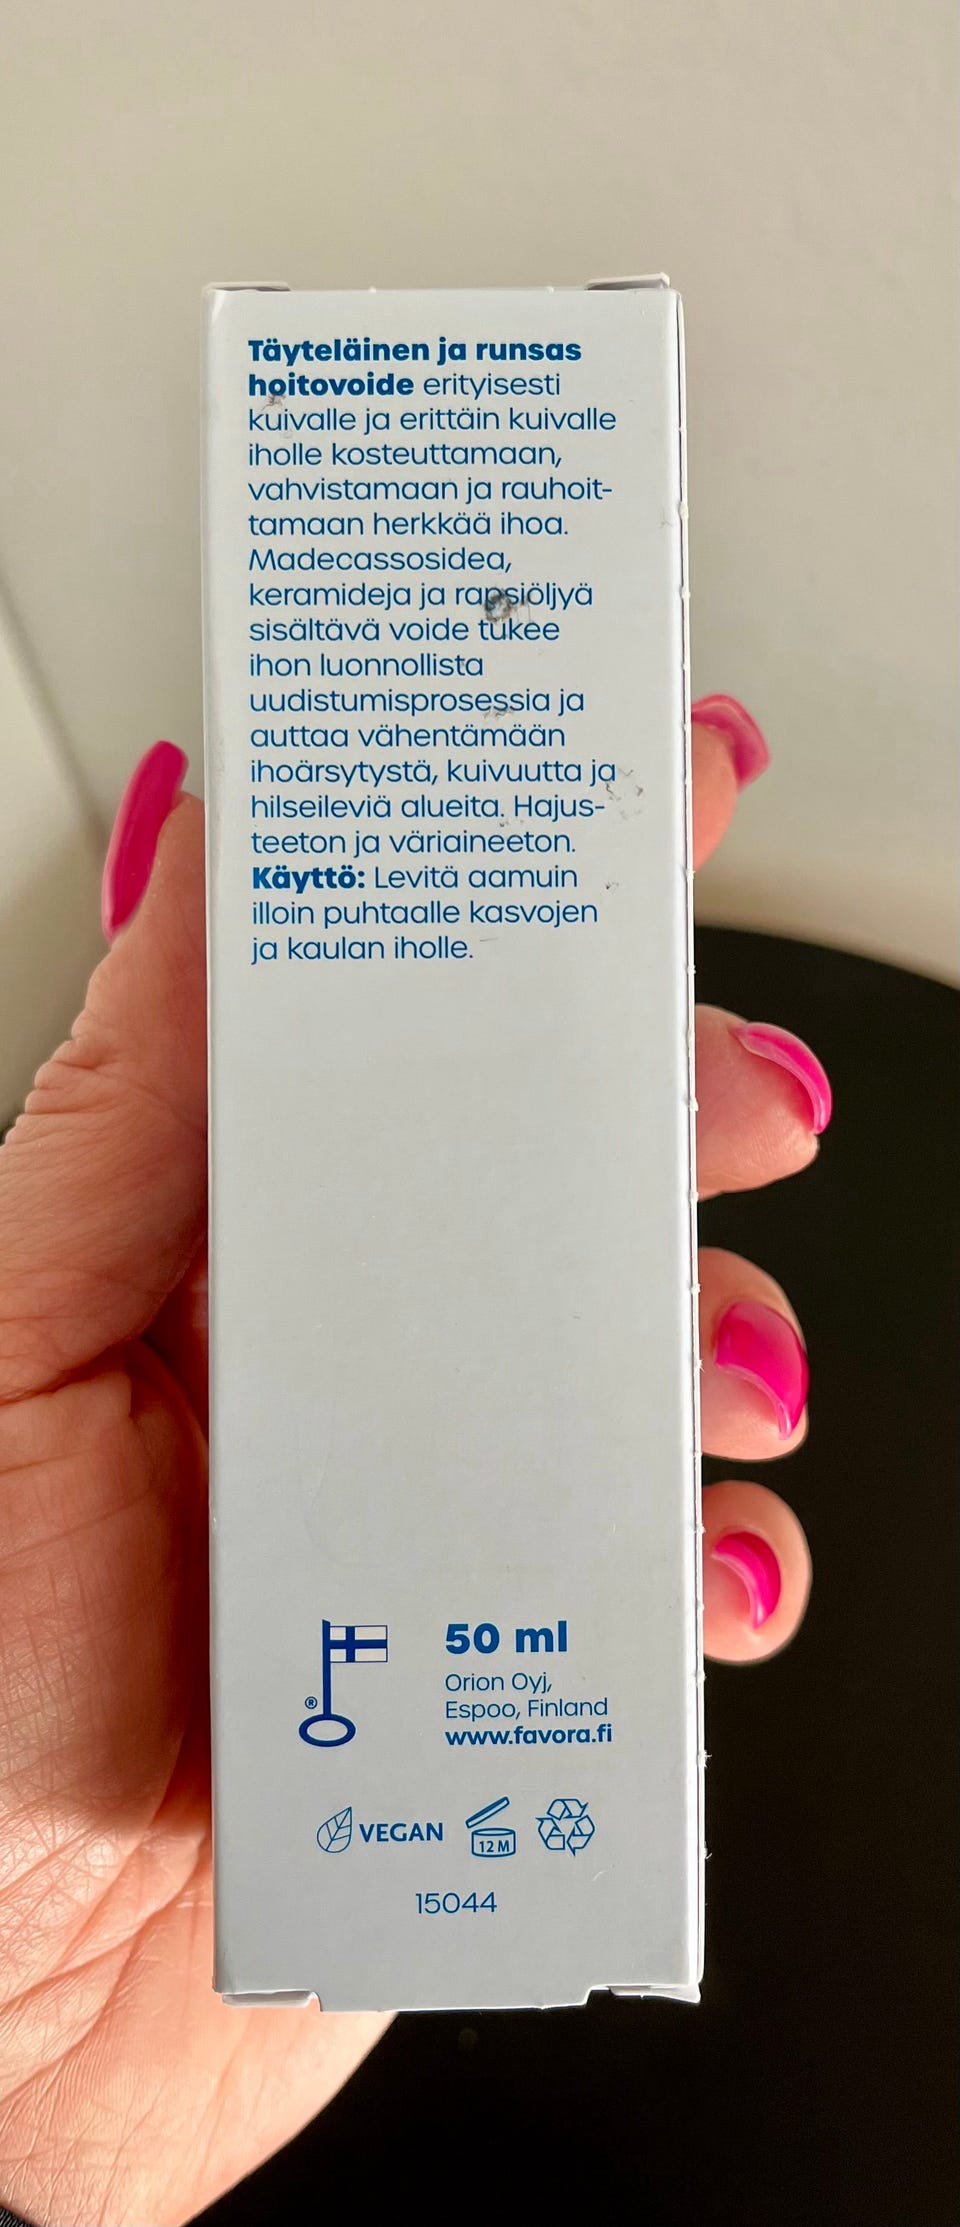 Täyteläinen ja runsas
hoitovoide erityisesti
kuivalle ja erittäin kuivalle
iholle kosteuttamaan,
vahvistamaan ja rauhoit-
tamaan herkkää ihoa.
Madecassosidea,
keramideja ja rapsiöljyä
sisältävä voide tukee
ihon luonnollista
uudistumisprosessia ja
auttaa vähentämään
ihoärsytystä, kuivuutta ja
hilseileviä alueita. Hajus-
teeton ja väriaineeton.
Käyttö: Levitä aamuin
illoin puhtaalle kasvojen
ja kaulan iholle.
®
50 ml
Orion Oyj,
Espoo, Finland
www.favora.fi
VEGAN
12 M
15044